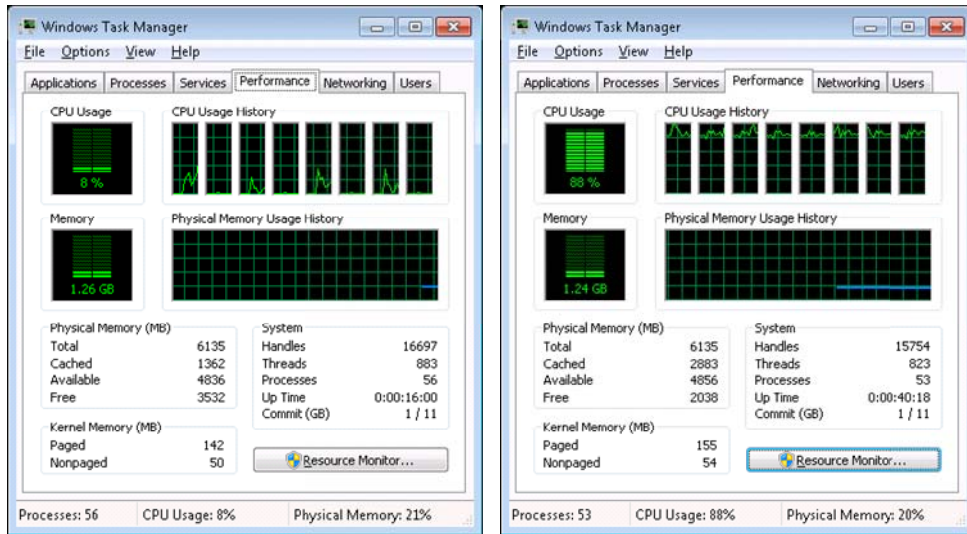 Windows Task Manager
File Options View Help
Applications Processes Services Performance Networking Users
CPU Usage CPU Usage History
8 %
Memory Physical Memory Usage History
1.26 GB
Physical Memory (MB)
Total 6135
Cached 1362
Available 4836
Free 3532
System
Handles 16697
Threads 883
Processes 56
Up Time 0:00:16:00
Commit (GB) 1 / 11
Kernel Memory (MB)
Paged 142
Nonpaged 50
Resource Monitor...
Processes: 56 CPU Usage: 8% Physical Memory: 21%
Windows Task Manager
File Options View Help
Applications Processes Services Performance Networking Users
CPU Usage CPU Usage History
88 %
Memory Physical Memory Usage History
1.24 GB
Physical Memory (MB)
Total 6135
Cached 2883
Available 4856
Free 2038
System
Handles 15754
Threads 823
Processes 53
Up Time 0:00:40:18
Commit (GB) 1 / 11
Kernel Memory (MB)
Paged 155
Nonpaged 54
Resource Monitor...
Processes: 53 CPU Usage: 88% Physical Memory: 20%